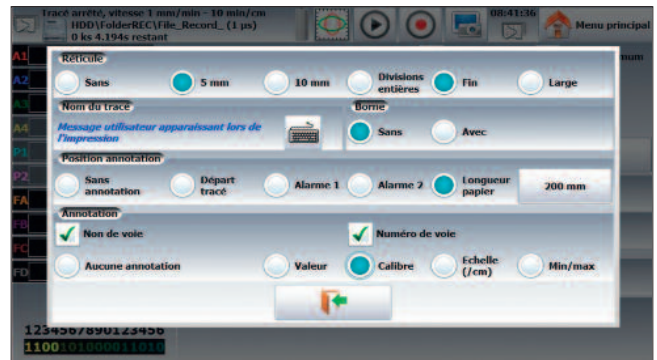 Tracé arrêté, vitesse 1 mm/min - 10 min/cm
HDD\FolderREC\File_Record_ (1 µs)
0 ks 4.194s restant
08:41:36
Menu principal
A1
mum
Réticule
A2
Sans
5 mm
10 mm
Divisions
entières
Fin
Large
A3
Nom du tracé
Borne
A4
Message utilisateur apparaissant lors de
l'impression
Sans
Avec
P1
Position annotation
P2
Sans
annotation
Départ
tracé
Alarme 1
Alarme 2
Longueur
papier
200 mm
FA
Annotation
FB
Non de voie
Numéro de voie
FC
FD
Aucune annotation
Valeur
Calibre
Echelle
(/cm)
Min/max
1234567890123456
1100101000011010